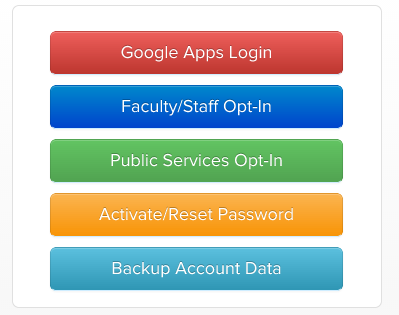 Google Apps Login
Faculty/Staff Opt-In
Public Services Opt-In
Activate/Reset Password
Backup Account Data